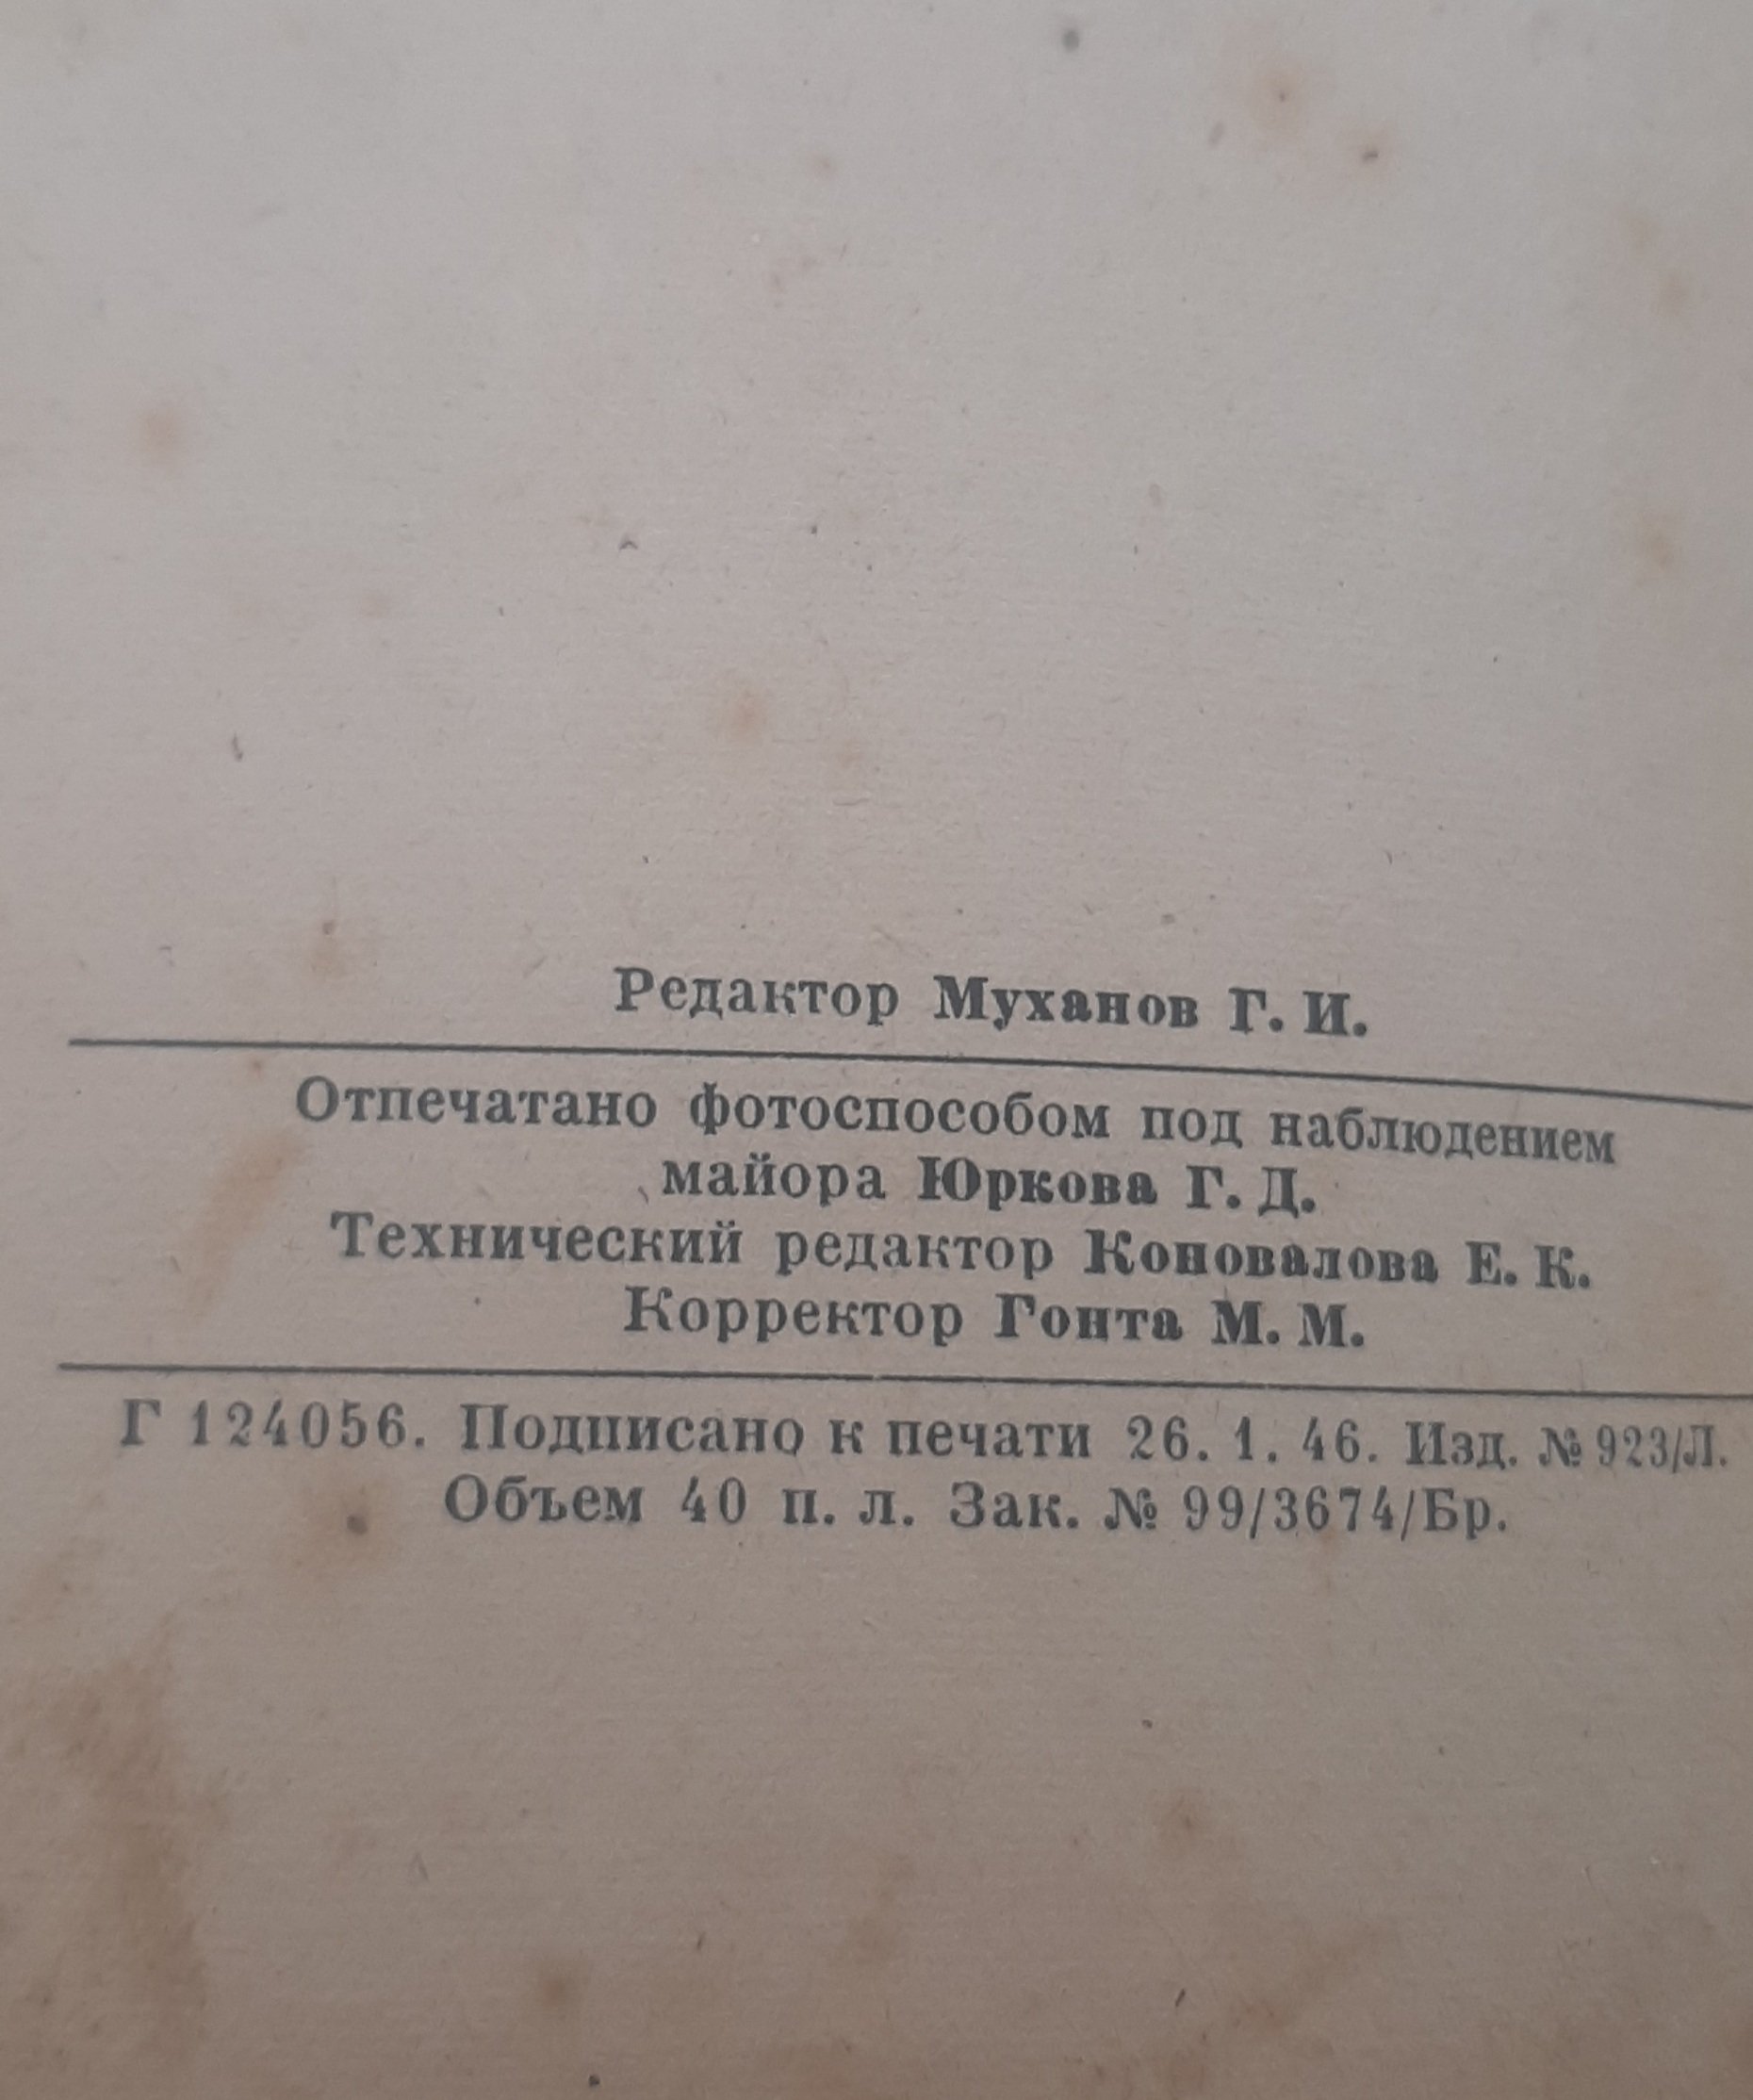 Редактор Муханов Г. И.
Отпечатано фотоспособом под наблюдением
майора Юркова Г. Д.
Технический редактор Коновалова Е. К.
Корректор Гонта М. М.
Г 124056. Подписано к печати 26. 1. 46. Изд. № 923/Л.
Объем 40 п. л. Зак. № 99/3674/Бр.